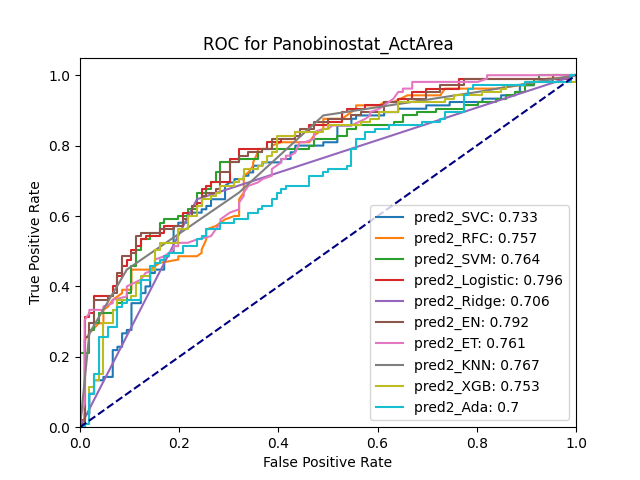 ROC for Panobinostat_ActArea
True Positive Rate
1.0
0.8
0.6
0.4
0.2
0.0
pred2_SVC: 0.733
pred2_RFC: 0.757
pred2_SVM: 0.764
pred2_Logistic: 0.796
pred2_Ridge: 0.706
pred2_EN: 0.792
pred2_ET: 0.761
pred2_KNN: 0.767
pred2_XGB: 0.753
pred2_Ada: 0.7
0.0 0.2 0.4 0.6 0.8 1.0
False Positive Rate